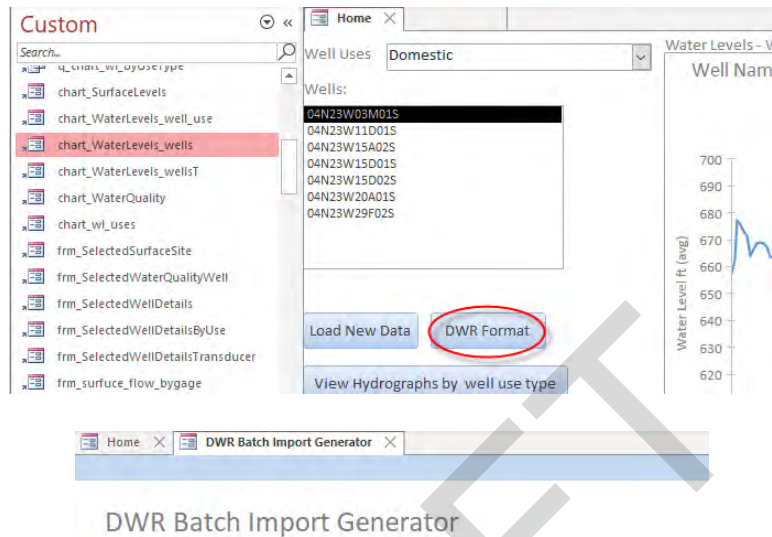 Custom
Search...
q_chart_wl_byUseType
chart_SurfaceLevels
chart_WaterLevels_well_use
chart_WaterLevels_wells
chart_WaterLevels_wellsT
chart_WaterQuality
chart_wl_uses
frm_SelectedSurfaceSite
frm_SelectedWaterQualityWell
frm_SelectedWellDetails
frm_SelectedWellDetailsByUse
frm_SelectedWellDetailsTransducer
frm_surfuce_flow_bygage
Home
Well Uses Domestic
Wells:
04N23W03M01S
04N23W11D01S
04N23W15A02S
04N23W15D01S
04N23W15D02S
04N23W20A01S
04N23W29F02S
Load New Data DWR Format
View Hydrographs by well use type
Water Levels - W
Well Nam
Water Level ft (avg)
700
690
680
670
660
650
640
630
620
Home DWR Batch Import Generator
DWR Batch Import Generator